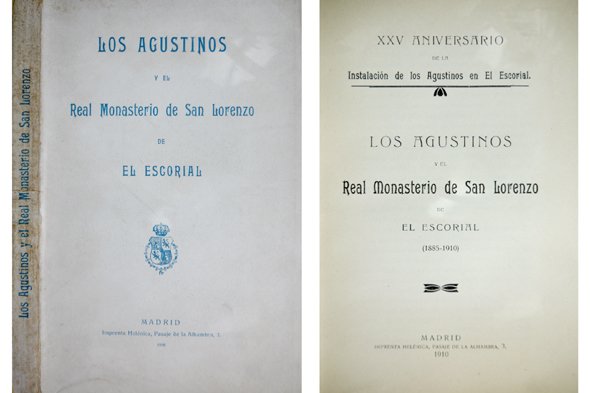 Los Agustinos y el Real Monasterio de San Lorenzo
LOS AGUSTINOS
Y EL
Real Monasterio de San Lorenzo
DE
EL ESCORIAL
MADRID
Imprenta Helénica, Pasaje de la Alhambra, 3.
XXV ANIVERSARIO
DE LA
Instalación de los Agustinos en El Escorial.
LOS AGUSTINOS
Y EL
Real Monasterio de San Lorenzo
DE
EL ESCORIAL
(1885-1910)
MADRID
IMPRENTA HELÉNICA, PASAJE DE LA ALHAMBRA, 3,
1910